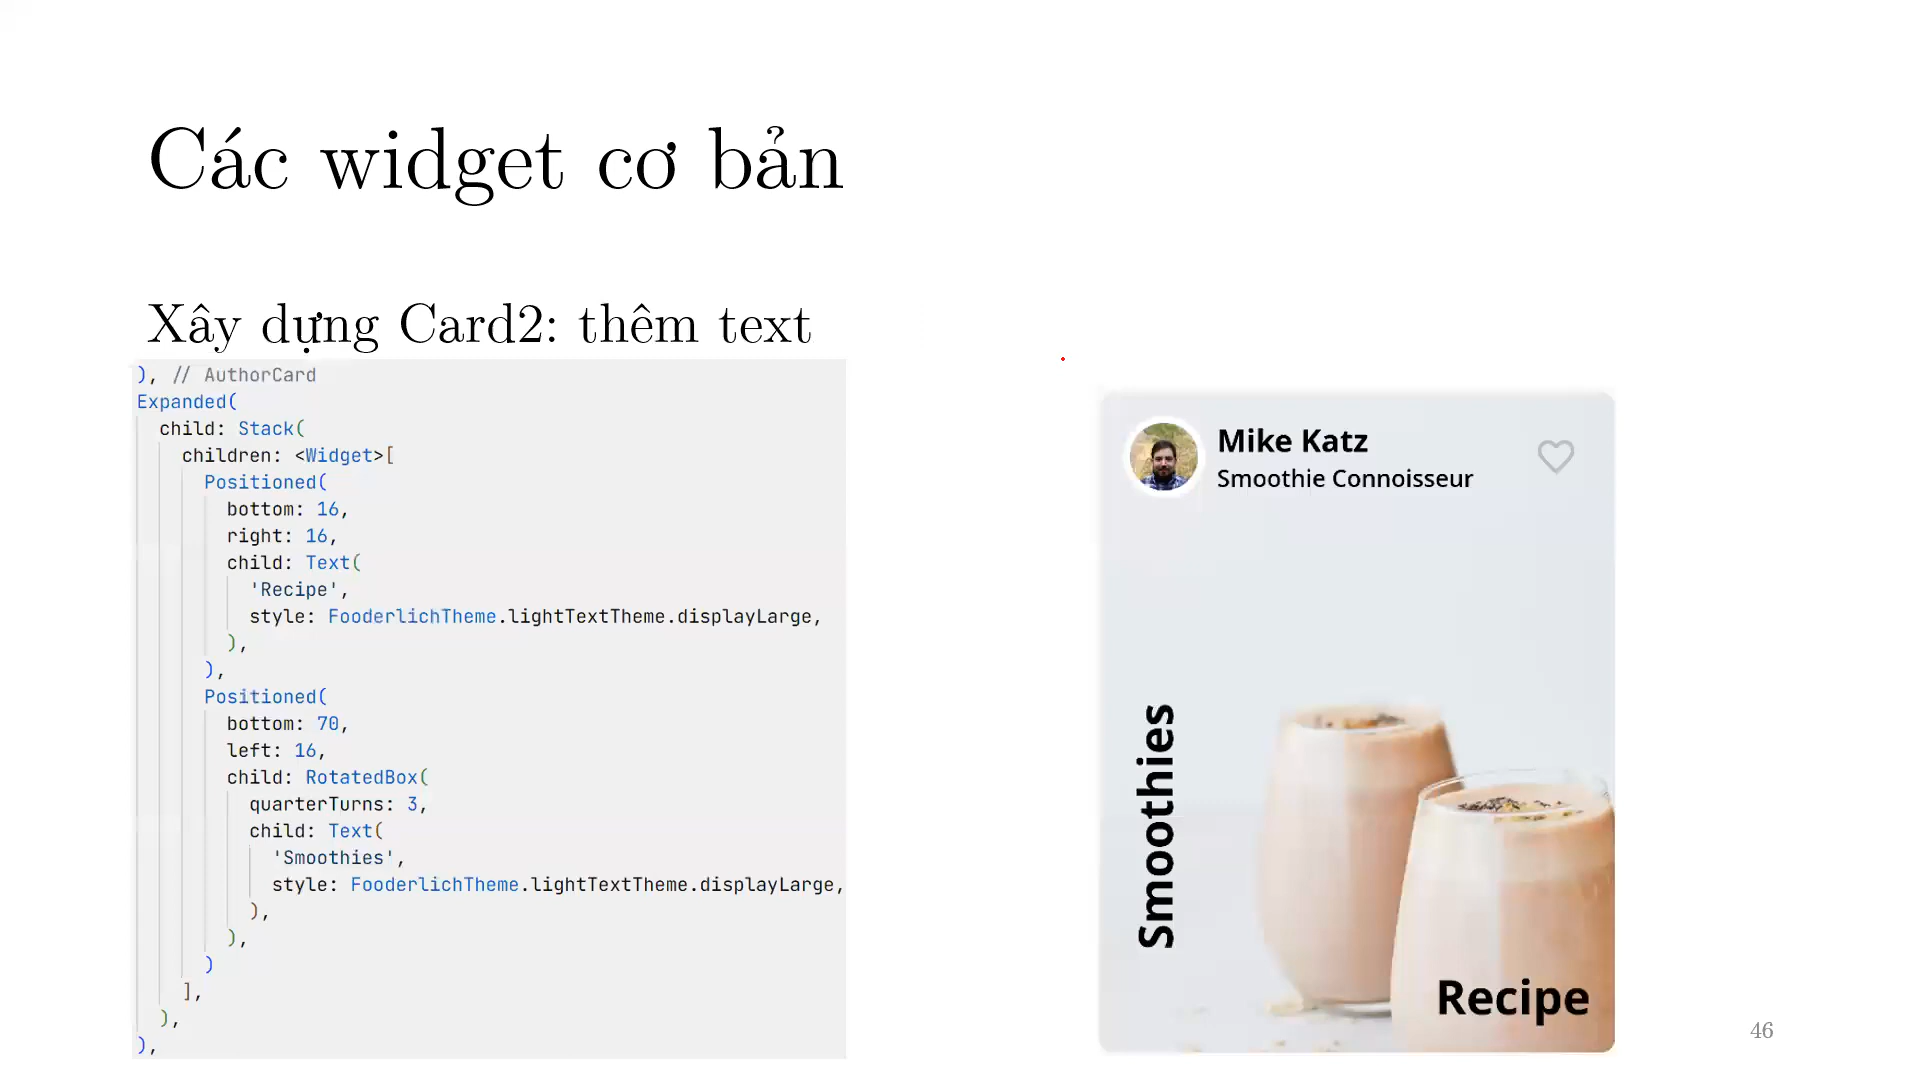 Các widget cơ bản
Xây dựng Card2: thêm text
), // AuthorCard
Expanded(
child: Stack(
children: <Widget>[
Positioned(
bottom: 16,
right: 16,
child: Text(
'Recipe',
style: FooderlichTheme.lightTextTheme.displayLarge,
),
),
Positioned(
bottom: 70,
left: 16,
child: RotatedBox(
quarterTurns: 3,
child: Text(
'Smoothies',
style: FooderlichTheme.lightTextTheme.displayLarge,
),
),
)
],
),
),
Mike Katz
Smoothie Connoisseur
Smoothies
Recipe
46